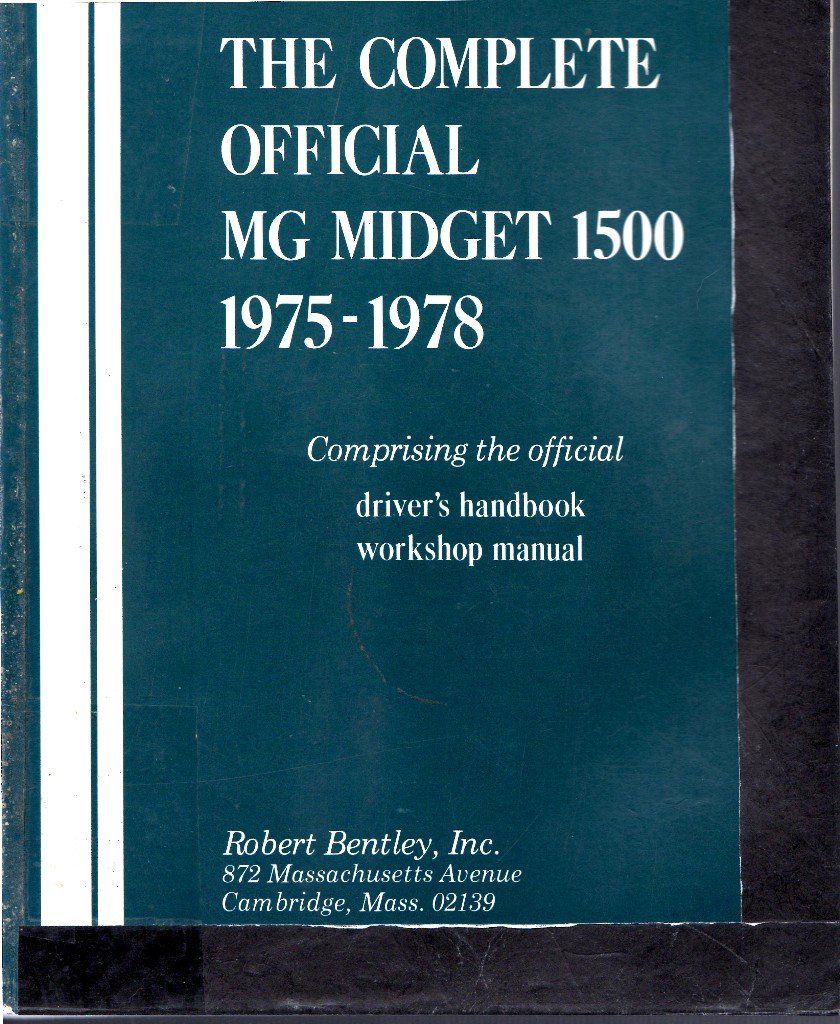 THE COMPLETE
OFFICIAL
MG MIDGET 1500
1975-1978
Comprising the official
driver's handbook
workshop manual
Robert Bentley, Inc.
872 Massachusetts Avenue
Cambridge, Mass. 02139